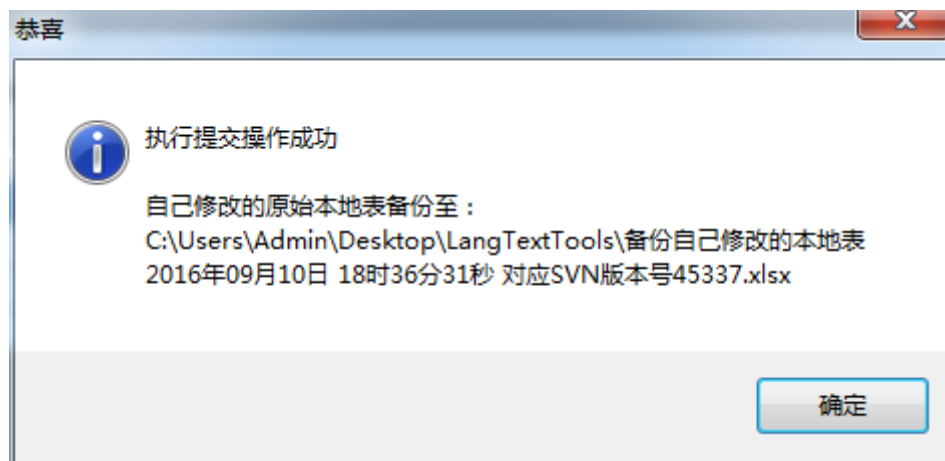 恭喜
执行提交操作成功
自己修改的原始本地表备份至：
C:\Users\Admin\Desktop\LangTextTools\备份自己修改的本地表
2016年09月10日 18时36分31秒 对应SVN版本号45337.xlsx
确定